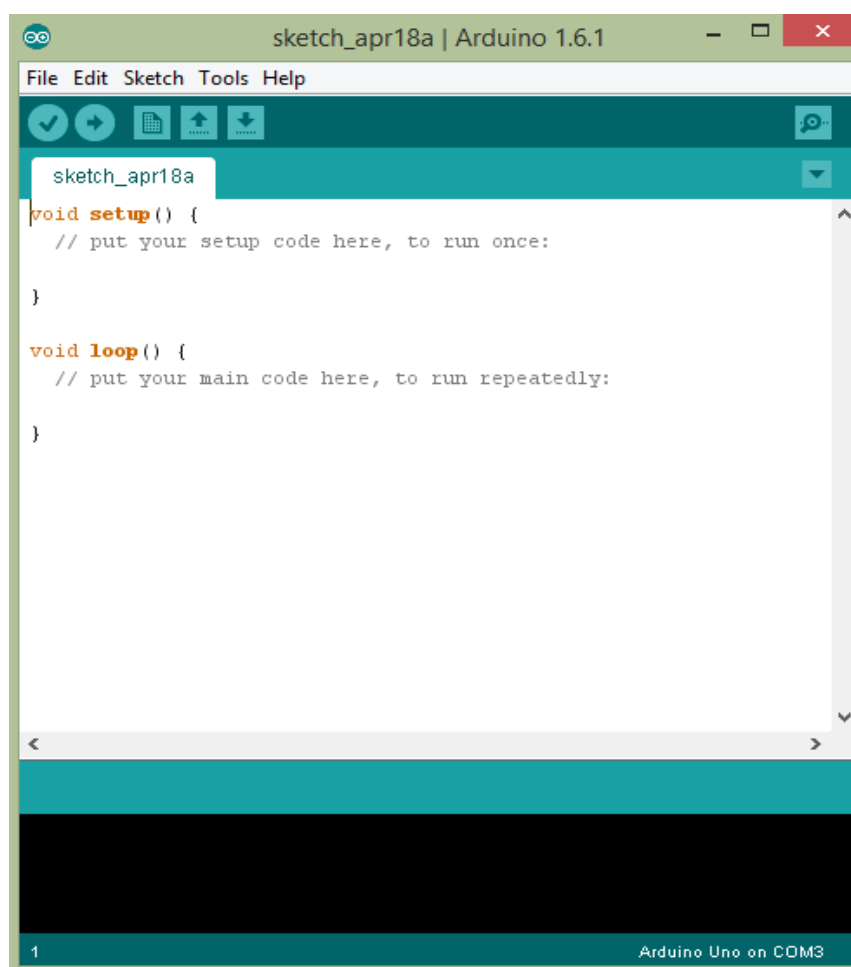 sketch_apr18a | Arduino 1.6.1
File Edit Sketch Tools Help
sketch_apr18a
void setup() {
  // put your setup code here, to run once:
}
void loop() {
  // put your main code here, to run repeatedly:
}
1 Arduino Uno on COM3